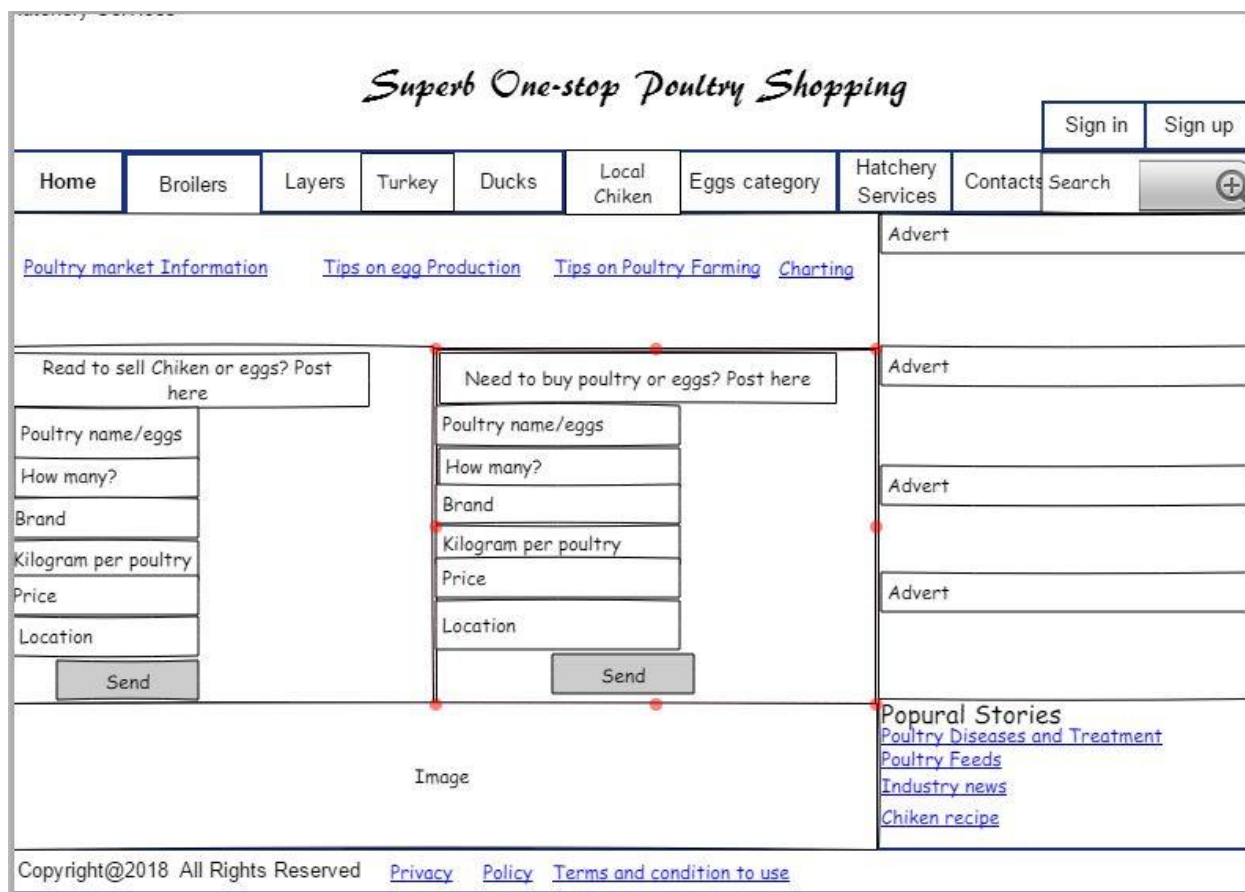 Superb One-stop Poultry Shopping
Sign in Sign up
Home Broilers Layers Turkey Ducks Local Chiken Eggs category Hatchery Services Contacts Search
Advert
Poultry market Information Tips on egg Production Tips on Poultry Farming Charting
Read to sell Chiken or eggs? Post
here
Poultry name/eggs
How many?
Brand
Kilogram per poultry
Price
Location
Send
Need to buy poultry or eggs? Post here
Poultry name/eggs
How many?
Brand
Kilogram per poultry
Price
Location
Send
Advert
Advert
Advert
Image
Popural Stories
Poultry Diseases and Treatment
Poultry Feeds
Industry news
Chiken recipe
Copyright@2018 All Rights Reserved Privacy Policy Terms and condition to use